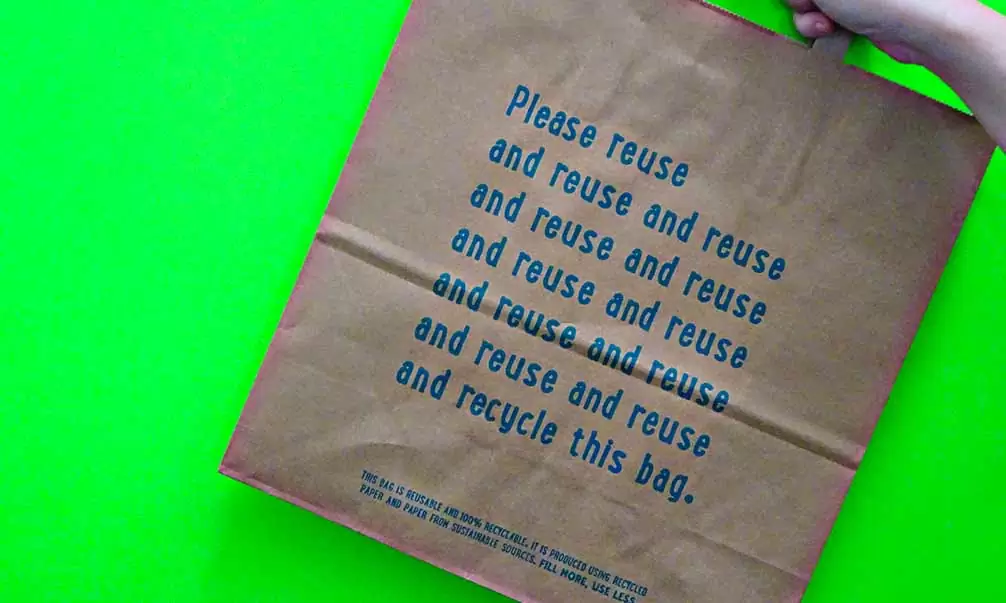 Please reuse
and reuse and reuse
and reuse and reuse
and reuse and reuse
and reuse and reuse
and reuse and reuse
and recycle this bag.
THIS BAG IS REUSABLE AND 100% RECYCLABLE. IT IS PRODUCED USING RECYCLED
PAPER AND PAPER FROM SUSTAINABLE SOURCES. FILL MORE, USE LESS.